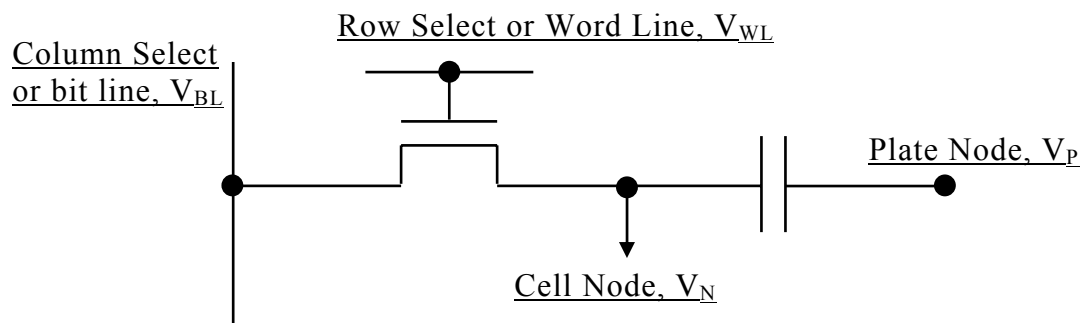 Row Select or Word Line, V_WL
Column Select
or bit line, V_BL
Plate Node, V_P
Cell Node, V_N